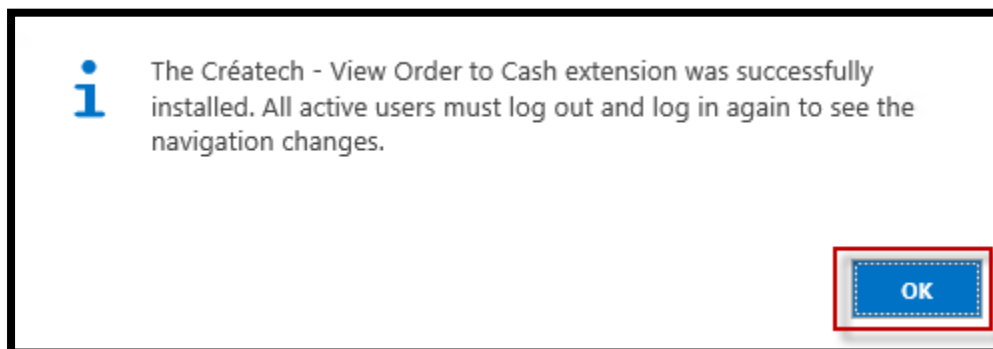 The Créatech - View Order to Cash extension was successfully
installed. All active users must log out and log in again to see the
navigation changes.
OK